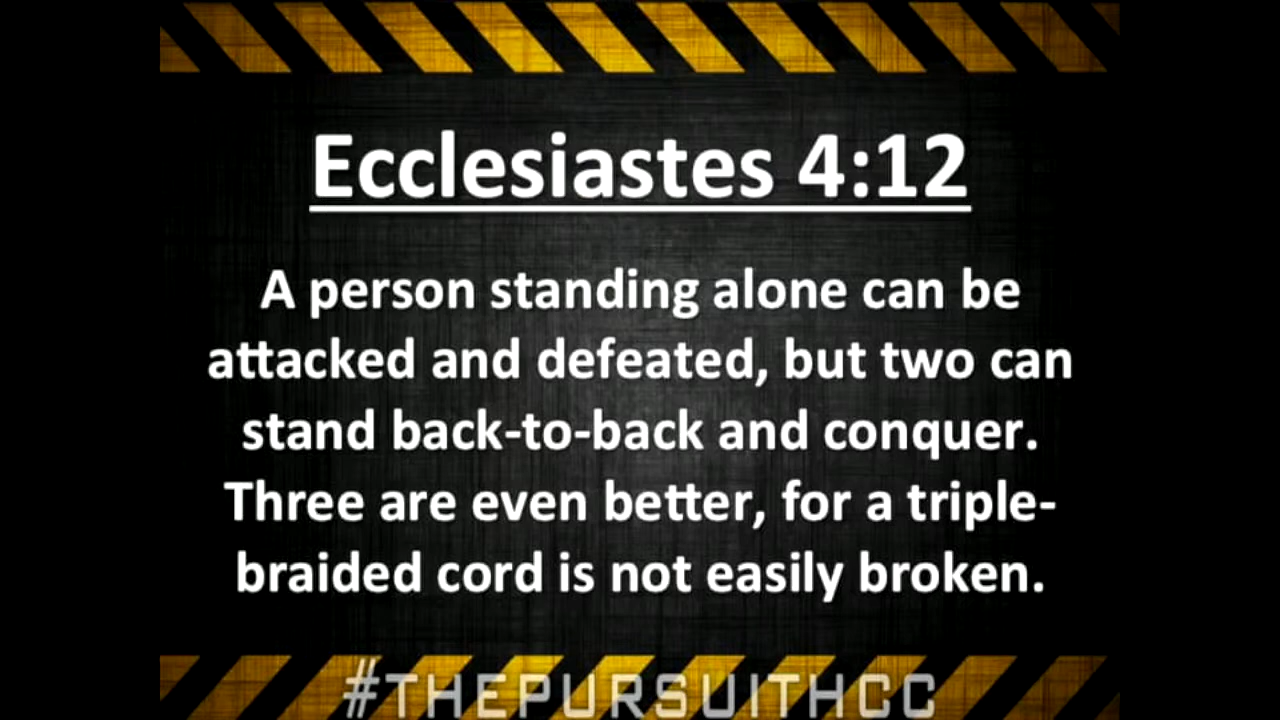 Ecclesiastes 4:12
A person standing alone can be
attacked and defeated, but two can
stand back-to-back and conquer.
Three are even better, for a triple-
braided cord is not easily broken.
#THEPURSUITHCC